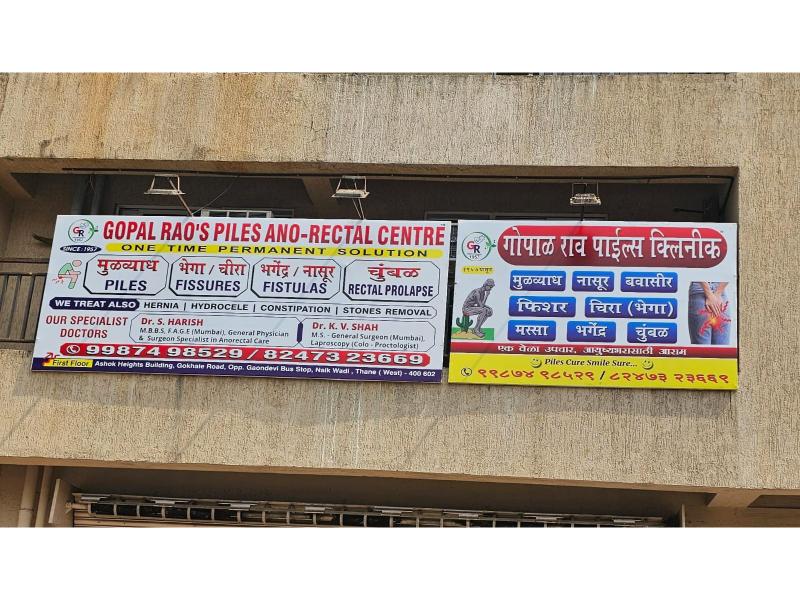 GR
SINCE: 1957
GOPAL RAO'S PILES ANO-RECTAL CENTRE
ONE TIME PERMANENT SOLUTION
मुळव्याध
PILES
भेगा / चीरा
FISSURES
भगेंद्र / नासूर
FISTULAS
चुंबळ
RECTAL PROLAPSE
WE TREAT ALSO HERNIA | HYDROCELE | CONSTIPATION | STONES REMOVAL
OUR SPECIALIST DOCTORS
Dr. S. HARISH
M.B.B.S, F.A.G.E (Mumbai), General Physician
& Surgeon Specialist in Anorectal Care
Dr. K. V. SHAH
M.S. - General Surgeon (Mumbai),
Laproscopy (Colo - Proctologist)
99874 98529 / 82473 23669
First Floor Ashok Heights Building, Gokhale Road, Opp. Gaondevi Bus Stop, Naik Wadi, Thane (West) - 400 602
GR
1957
गोपाळ राव पाईल्स क्लिनीक
१९५७ पासून
मुळव्याध नासूर बवासीर
फिशर चिरा (भेगा)
मस्सा भगेंद्र चुंबळ
एक वेळा उपचार, आयुष्यभरासाठी आराम
Piles Cure Smile Sure...
९९८७४ ९८५२९ / ८२४७३ २३६६९